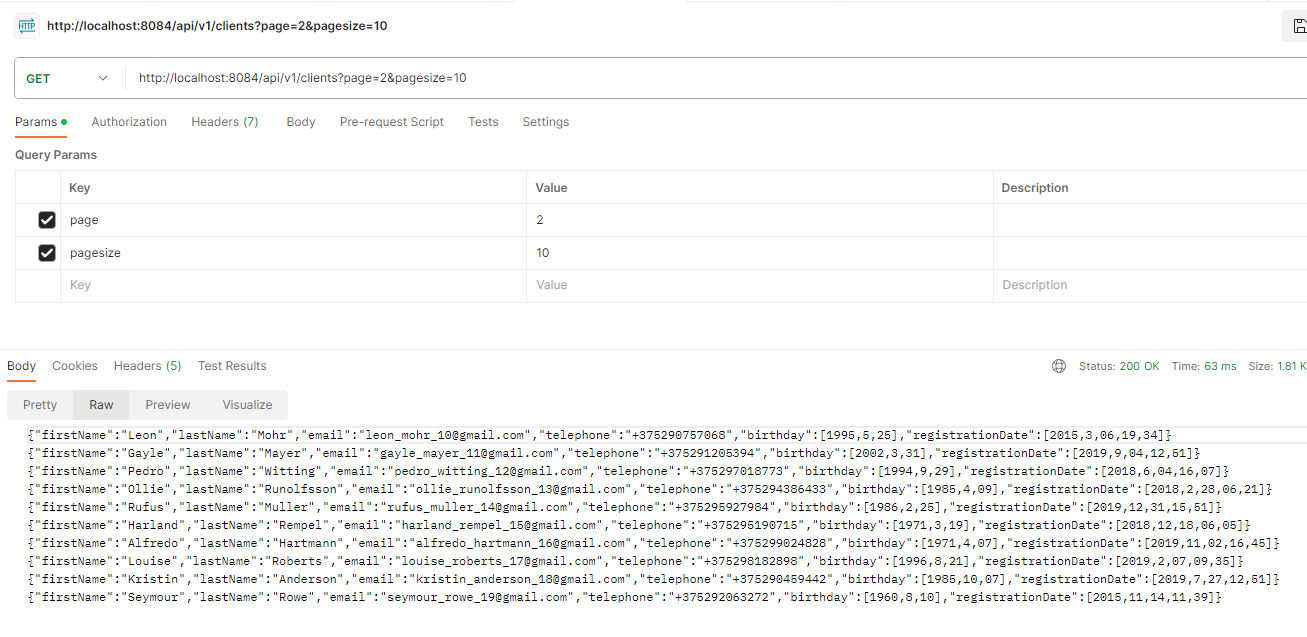 HTTP http://localhost:8084/api/v1/clients?page=2&pagesize=10
GET http://localhost:8084/api/v1/clients?page=2&pagesize=10
Params Authorization Headers (7) Body Pre-request Script Tests Settings
Query Params
Key Value Description
page 2
pagesize 10
Key Value Description
Body Cookies Headers (5) Test Results Status: 200 OK Time: 63 ms Size: 1.81 K
Pretty Raw Preview Visualize
{"firstName":"Leon","lastName":"Mohr","email":"leon_mohr_10@gmail.com","telephone":"+375290757068","birthday":[1995,5,25],"registrationDate":[2015,3,06,19,34]}
{"firstName":"Gayle","lastName":"Mayer","email":"gayle_mayer_11@gmail.com","telephone":"+375291205394","birthday":[2002,3,31],"registrationDate":[2019,9,04,12,51]}
{"firstName":"Pedro","lastName":"Witting","email":"pedro_witting_12@gmail.com","telephone":"+375297018773","birthday":[1994,9,29],"registrationDate":[2018,6,04,16,07]}
{"firstName":"Ollie","lastName":"Runolfsson","email":"ollie_runolfsson_13@gmail.com","telephone":"+375294386433","birthday":[1985,4,09],"registrationDate":[2018,2,28,06,21]}
{"firstName":"Rufus","lastName":"Muller","email":"rufus_muller_14@gmail.com","telephone":"+375295927984","birthday":[1986,2,25],"registrationDate":[2019,12,31,15,51]}
{"firstName":"Harland","lastName":"Rempel","email":"harland_rempel_15@gmail.com","telephone":"+375295190715","birthday":[1971,3,19],"registrationDate":[2018,12,18,06,05]}
{"firstName":"Alfredo","lastName":"Hartmann","email":"alfredo_hartmann_16@gmail.com","telephone":"+375299024828","birthday":[1971,4,07],"registrationDate":[2019,11,02,16,45]}
{"firstName":"Louise","lastName":"Roberts","email":"louise_roberts_17@gmail.com","telephone":"+375298182898","birthday":[1996,8,21],"registrationDate":[2019,2,07,09,35]}
{"firstName":"Kristin","lastName":"Anderson","email":"kristin_anderson_18@gmail.com","telephone":"+375290459442","birthday":[1985,10,07],"registrationDate":[2019,7,27,12,51]}
{"firstName":"Seymour","lastName":"Rowe","email":"seymour_rowe_19@gmail.com","telephone":"+375292063272","birthday":[1960,8,10],"registrationDate":[2015,11,14,11,39]}